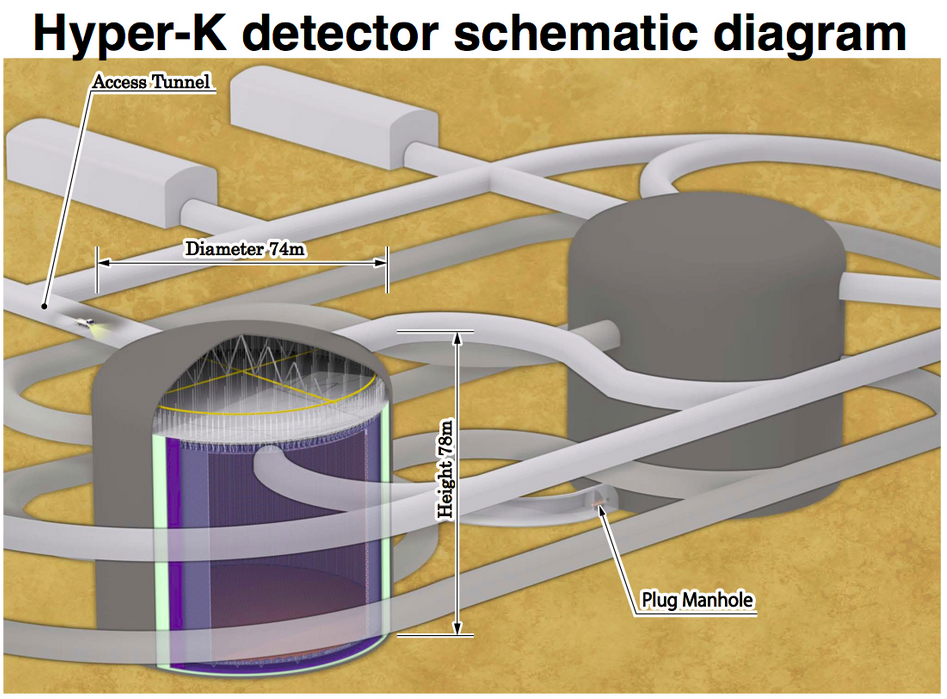 Hyper-K detector schematic diagram
Access Tunnel
Diameter 74m
Height 78m
Plug Manhole